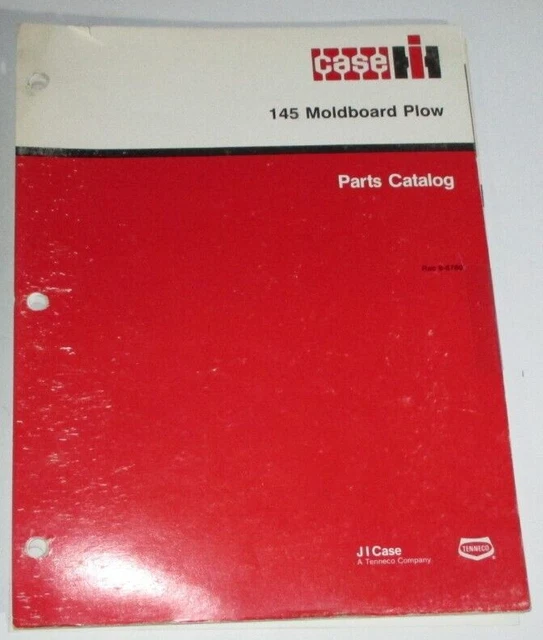 case IH
145 Moldboard Plow
Parts Catalog
J I Case
A Tenneco Company
TENNECO